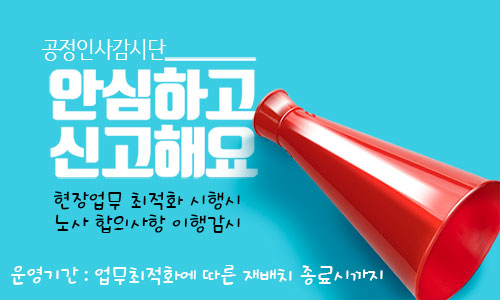 공정인사감시단
안심하고
신고해요
현장업무 최적화 시행시
노사 합의사항 이행감시
운영기간 : 업무최적화에 따른 재배치 종료시까지